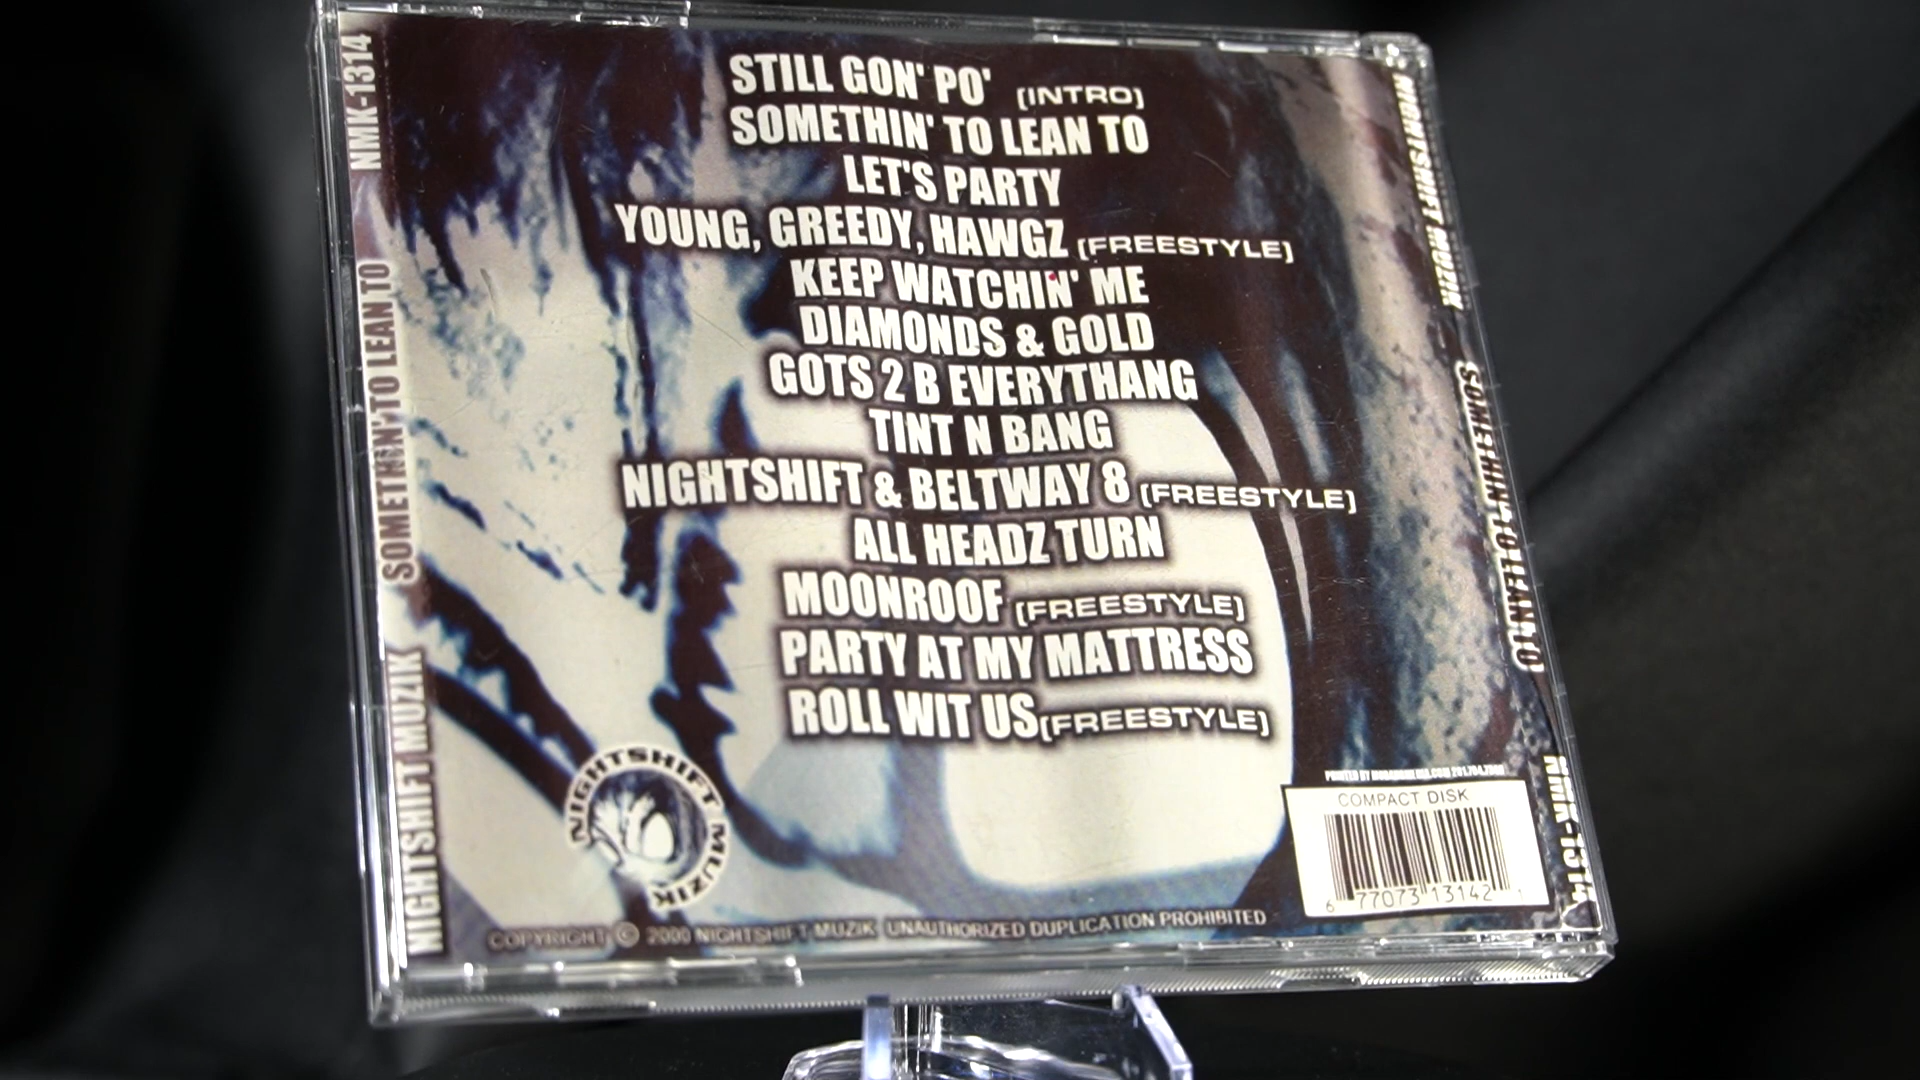 NMK-1314
SOMETHIN' TO LEAN TO
NIGHTSHIFT MUZIK
STILL GON' PO' (INTRO)
SOMETHIN' TO LEAN TO
LET'S PARTY
YOUNG, GREEDY, HAWGZ (FREESTYLE)
KEEP WATCHIN' ME
DIAMONDS & GOLD
GOTS 2 B EVERYTHANG
TINT N BANG
NIGHTSHIFT & BELTWAY 8 (FREESTYLE)
ALL HEADZ TURN
MOONROOF (FREESTYLE)
PARTY AT MY MATTRESS
ROLL WIT US (FREESTYLE)
NIGHTSHIFT MUZIK
COPYRIGHT © 2000 NIGHTSHIFT MUZIK UNAUTHORIZED DUPLICATION PROHIBITED
PRINTED BY
COMPACT DISK
6 77073 13142 1
NIGHTSHIFT MUZIK
SOMETHIN' TO LEAN TO
NMK-1314